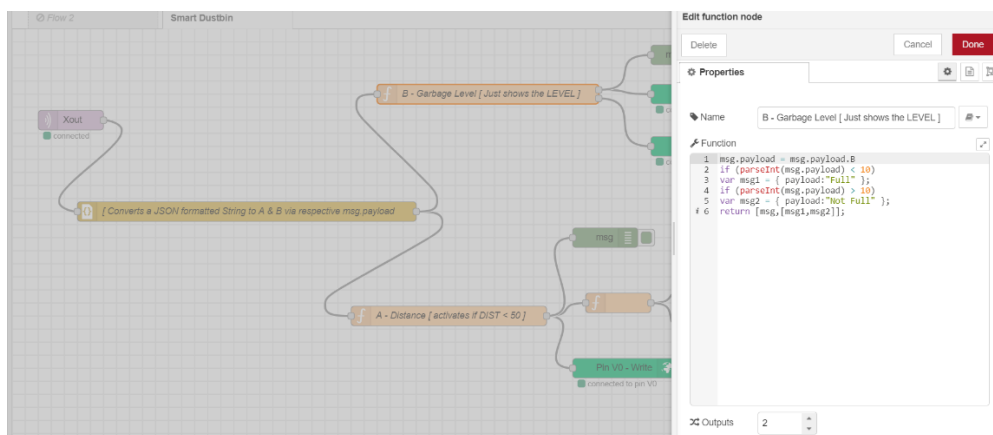 Flow 2
Smart Dustbin
Edit function node
Delete
Cancel
Done
Properties
Name
B - Garbage Level [ Just shows the LEVEL ]
Function
1 msg.payload = msg.payload.B
2 if (parseInt(msg.payload) < 10)
3 var msg1 = { payload:"Full" };
4 if (parseInt(msg.payload) > 10)
5 var msg2 = { payload:"Not Full" };
i 6 return [msg,[msg1,msg2]];
Outputs
2
B - Garbage Level [ Just shows the LEVEL ]
Xout
connected
[ Converts a JSON formatted String to A & B via respective msg.payload
msg
A - Distance [ activates if DIST < 50 ]
Pin V0 - Write
connected to pin V0